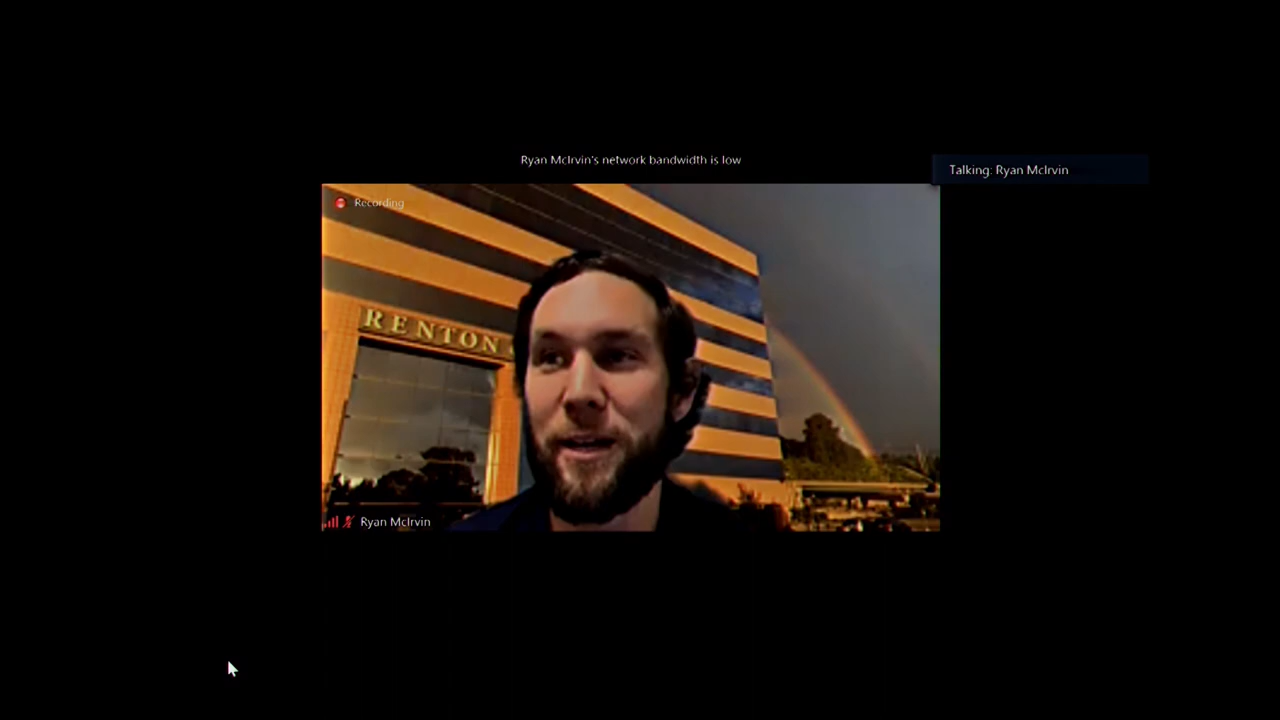 Ryan McIrvin's network bandwidth is low
Talking: Ryan McIrvin
Recording
RENTON
Ryan McIrvin